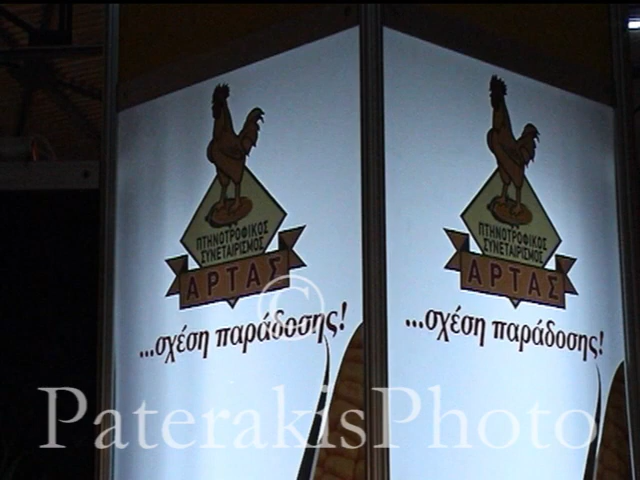 ΠΤΗΝΟΤΡΟΦΙΚΟΣ
ΣΥΝΕΤΑΙΡΙΣΜΟΣ
ΑΡΤΑΣ
...σχέση παράδοσης!
ΠΤΗΝΟΤΡΟΦΙΚΟΣ
ΣΥΝΕΤΑΙΡΙΣΜΟΣ
ΑΡΤΑΣ
...σχέση παράδοσης!
©
PaterakisPhoto